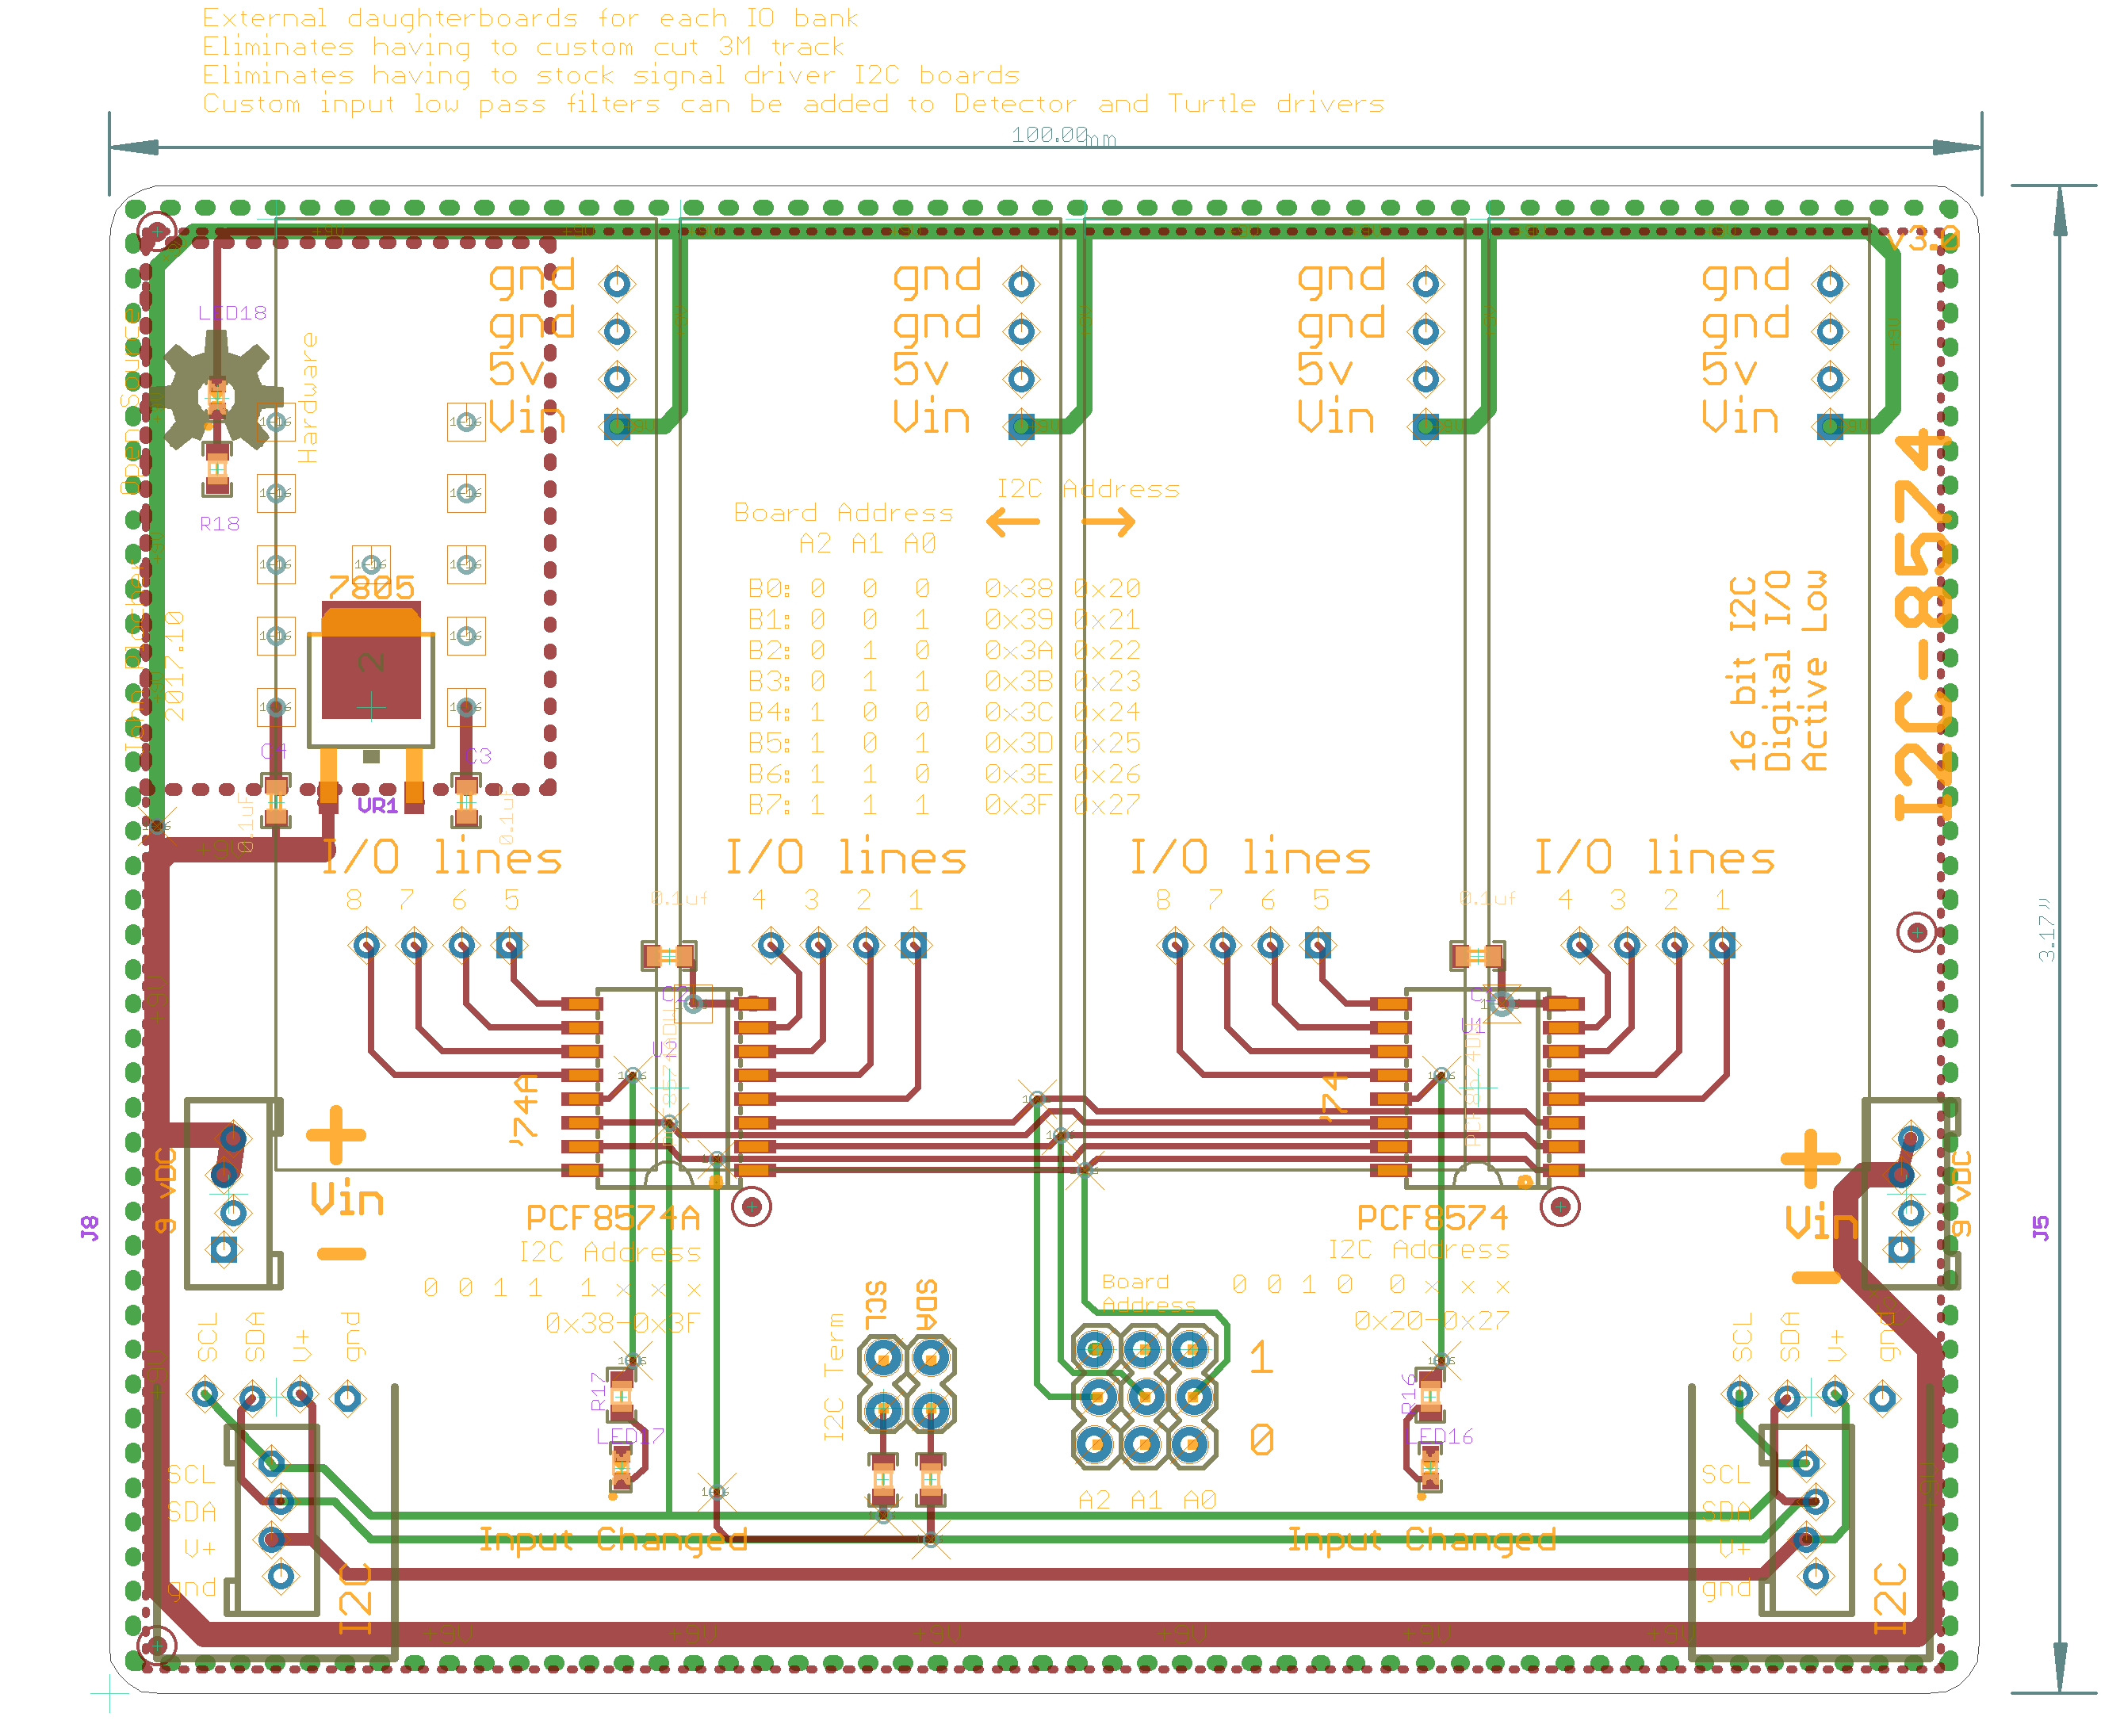 External daughterboards for each IO bank
Eliminates having to custom cut 3M track
Eliminates having to stock signal driver I2C boards
Custom input low pass filters can be added to Detector and Turtle drivers
100.00mm
v3.0
gnd gnd gnd gnd
gnd gnd gnd gnd
5v 5v 5v 5v
Vin Vin Vin Vin
LED18
Hardware
R18
I2C Address
Board Address
A2 A1 A0
7805
2
2017.10
B0: 0 0 0 0x38 0x20
B1: 0 0 1 0x39 0x21
B2: 0 1 0 0x3A 0x22
B3: 0 1 1 0x3B 0x23
B4: 1 0 0 0x3C 0x24
B5: 1 0 1 0x3D 0x25
B6: 1 1 0 0x3E 0x26
B7: 1 1 1 0x3F 0x27
16 bit I2C
Digital I/O
Active Low
I2C-8574
C4
C3
VR1
0.1uf
0.1uf
I/O lines I/O lines I/O lines I/O lines
8 7 6 5 4 3 2 1 8 7 6 5 4 3 2 1
0.1uf 0.1uf
3.17"
C2
U2
U1
'74A
'74
+
Vin
−
9 vDC
J8
+
Vin
−
9 vDC
J5
PCF8574A
I2C Address
0 0 1 1 1 x x x
0x38-0x3F
PCF8574
I2C Address
0 0 1 0 0 x x x
0x20-0x27
SCL SDA
I2C Term
Board
Address
1
0
A2 A1 A0
SCL SDA V+ gnd
SCL
SDA
V+
gnd
I2C
R17
LED17
Input Changed
R16
LED16
Input Changed
SCL SDA V+ gnd
SCL
SDA
V+
gnd
I2C
+9V +9V +9V +9V +9V +9V